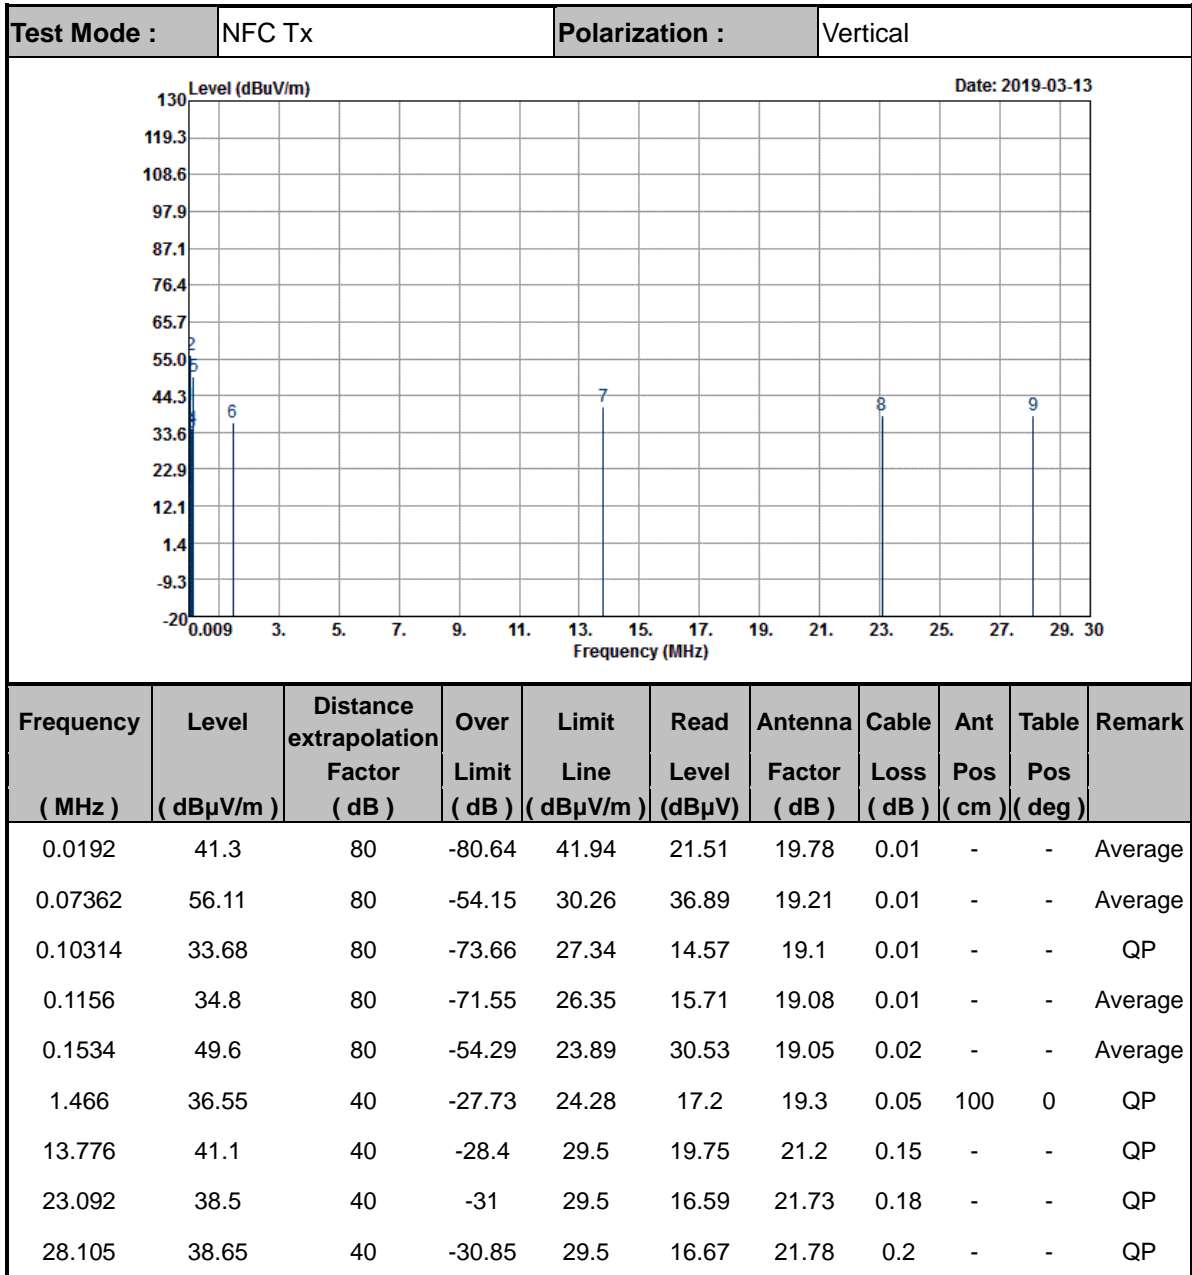 Test Mode : NFC Tx Polarization : Vertical
Level (dBuV/m) Date: 2019-03-13
130
119.3
108.6
97.9
87.1
76.4
65.7
55.0
44.3
33.6
22.9
12.1
1.4
-9.3
-20
2
5
4
6
7
8
9
0.009 3. 5. 7. 9. 11. 13. 15. 17. 19. 21. 23. 25. 27. 29. 30
Frequency (MHz)
Frequency Level Distance extrapolation Over Limit Read Antenna Cable Ant Table Remark
Factor Limit Line Level Factor Loss Pos Pos
( MHz ) ( dBµV/m ) ( dB ) ( dB ) ( dBµV/m ) (dBµV) ( dB ) ( dB ) ( cm ) ( deg )
0.0192 41.3 80 -80.64 41.94 21.51 19.78 0.01 - - Average
0.07362 56.11 80 -54.15 30.26 36.89 19.21 0.01 - - Average
0.10314 33.68 80 -73.66 27.34 14.57 19.1 0.01 - - QP
0.1156 34.8 80 -71.55 26.35 15.71 19.08 0.01 - - Average
0.1534 49.6 80 -54.29 23.89 30.53 19.05 0.02 - - Average
1.466 36.55 40 -27.73 24.28 17.2 19.3 0.05 100 0 QP
13.776 41.1 40 -28.4 29.5 19.75 21.2 0.15 - - QP
23.092 38.5 40 -31 29.5 16.59 21.73 0.18 - - QP
28.105 38.65 40 -30.85 29.5 16.67 21.78 0.2 - - QP